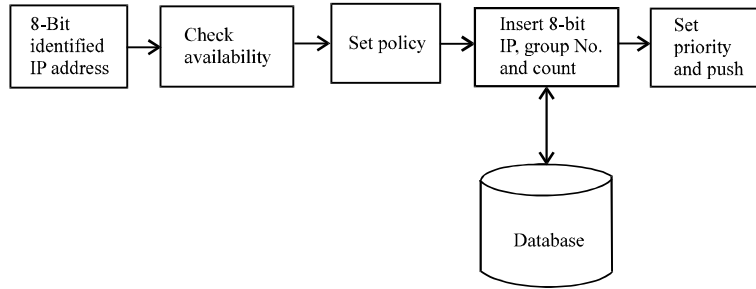 8-Bit
identified
IP address
Check
availability
Set policy
Insert 8-bit
IP, group No.
and count
Set
priority
and push
Database